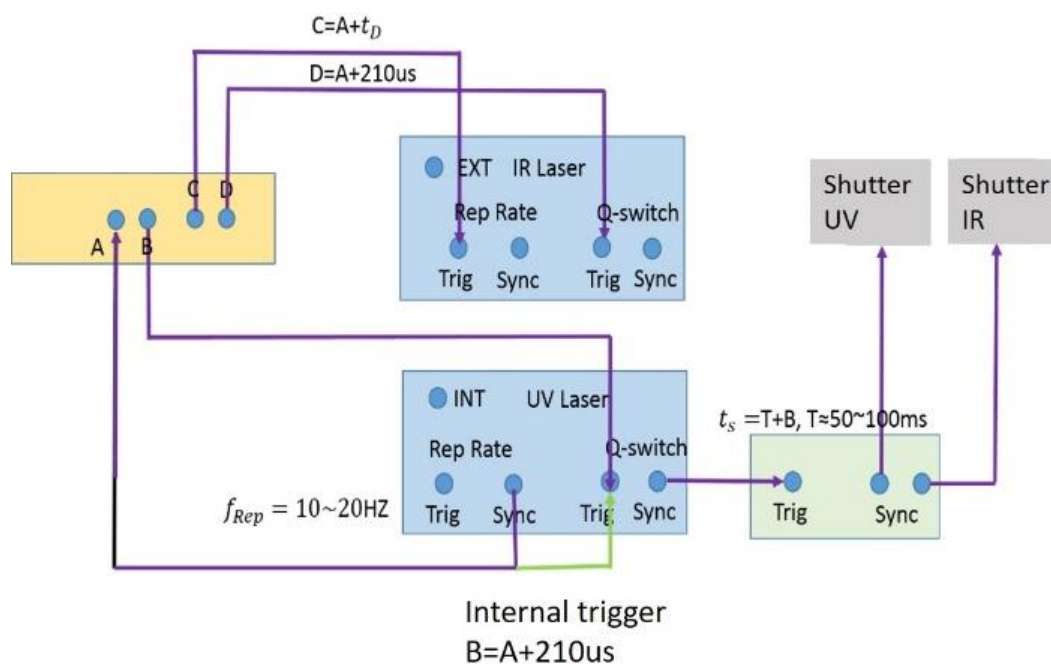 C=A+t_D
D=A+210us
C D
A B
EXT IR Laser
Rep Rate Q-switch
Trig Sync Trig Sync
Shutter
UV
Shutter
IR
INT UV Laser
Rep Rate Q-switch
Trig Sync Trig Sync
f_Rep = 10~20HZ
t_s =T+B, T≈50~100ms
Trig Sync
Internal trigger
B=A+210us